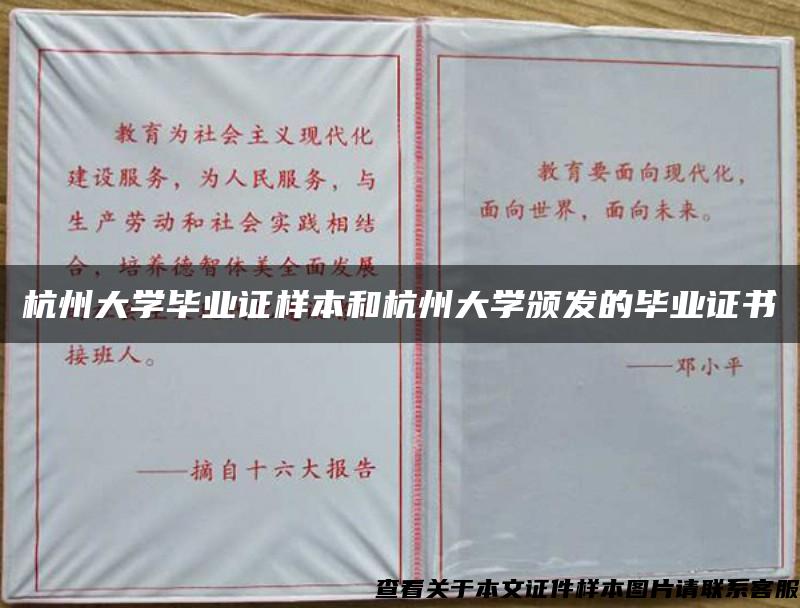 教育为社会主义现代化
建设服务，为人民服务，与
生产劳动和社会实践相结
合，培养德智体美全面发展
接班人。
——摘自十六大报告
教育要面向现代化，
面向世界，面向未来。
——邓小平
杭州大学毕业证样本和杭州大学颁发的毕业证书
查看关于本文证件样本图片请联系客服